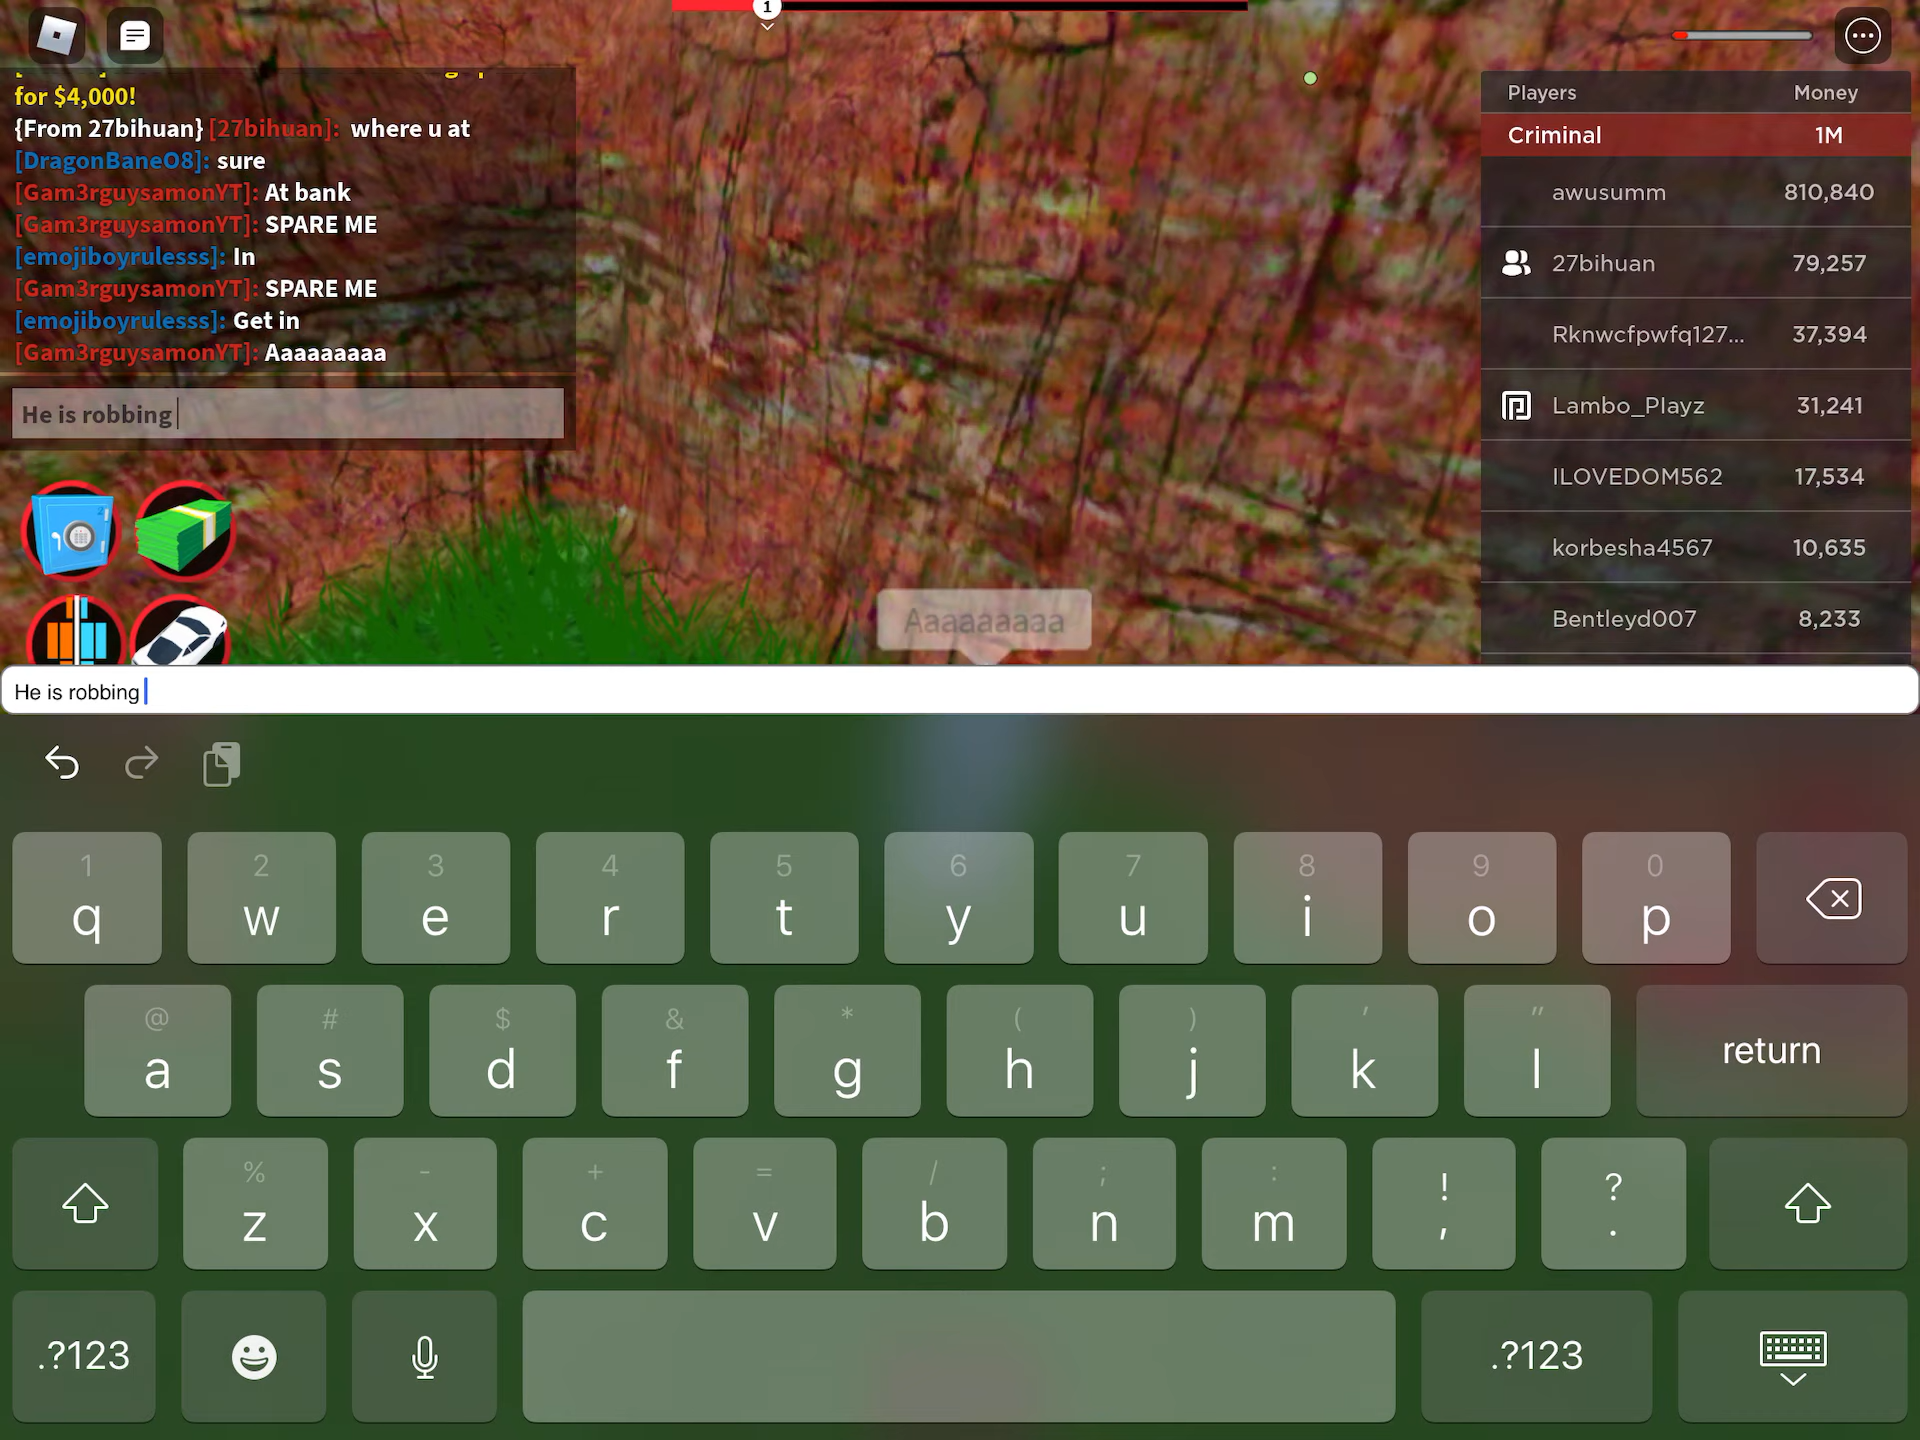 1
for $4,000!
{From 27bihuan} [27bihuan]: where u at
[DragonBaneO8]: sure
[Gam3rguysamonYT]: At bank
[Gam3rguysamonYT]: SPARE ME
[emojiboyrulesss]: In
[Gam3rguysamonYT]: SPARE ME
[emojiboyrulesss]: Get in
[Gam3rguysamonYT]: Aaaaaaaaa
He is robbing
Players Money
Criminal 1M
awusumm 810,840
27bihuan 79,257
Rknwcfpwfq127... 37,394
Lambo_Playz 31,241
ILOVEDOM562 17,534
korbesha4567 10,635
Bentleyd007 8,233
Aaaaaaaaa
He is robbing
1 2 3 4 5 6 7 8 9 0
q w e r t y u i o p
@ # $ & * ( ) ' "
a s d f g h j k l return
% - + = / ; : ! ?
z x c v b n m , .
.?123 .?123